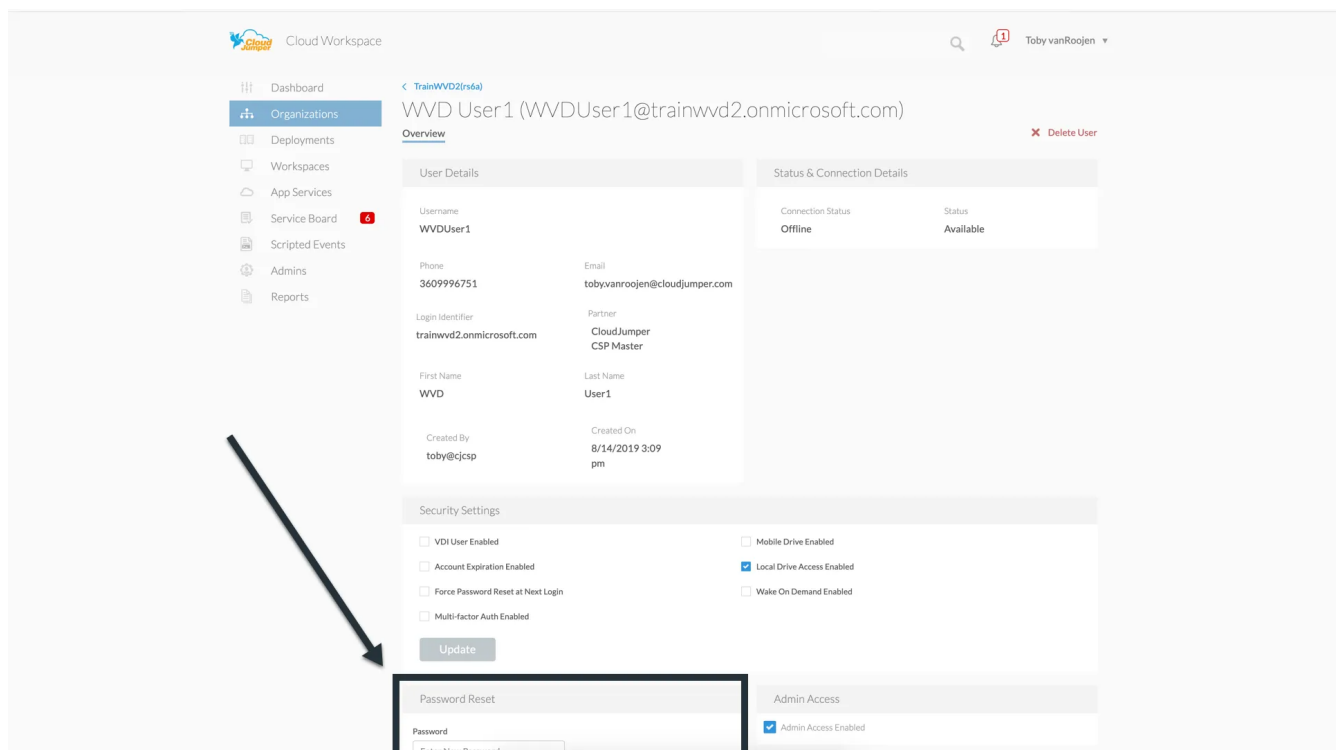 Cloud Jumper
Cloud Workspace
1
Toby vanRoojen
Dashboard
Organizations
Deployments
Workspaces
App Services
Service Board 6
Scripted Events
Admins
Reports
TrainWVD2(rs6a)
WVD User1 (WVDUser1@trainwvd2.onmicrosoft.com)
Overview
Delete User
User Details
Username
WVDUser1
Phone
Email
3609996751
toby.vanroojen@cloudjumper.com
Login Identifier
Partner
trainwvd2.onmicrosoft.com
CloudJumper
CSP Master
First Name
Last Name
WVD
User1
Created By
Created On
toby@cjcsp
8/14/2019 3:09
pm
Status & Connection Details
Connection Status
Status
Offline
Available
Security Settings
VDI User Enabled
Mobile Drive Enabled
Account Expiration Enabled
Local Drive Access Enabled
Force Password Reset at Next Login
Wake On Demand Enabled
Multi-factor Auth Enabled
Update
Password Reset
Password
Enter New Password
Admin Access
Admin Access Enabled